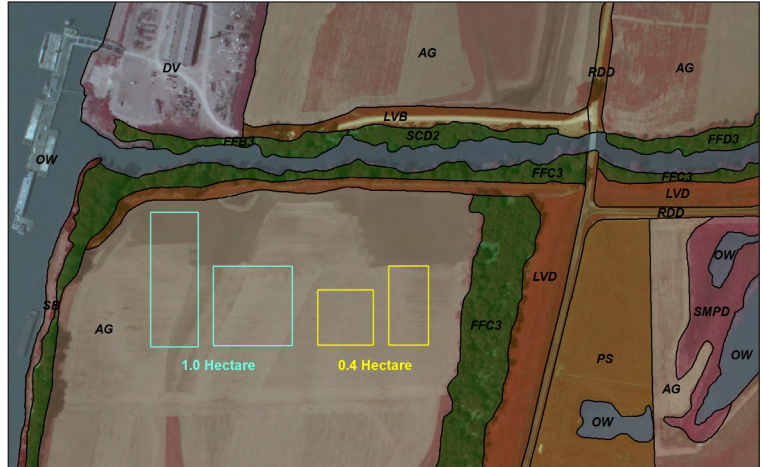 DV
AG
RDD
AG
LVB
SCD2
FFB3
FFD3
OW
FFC3
FFC3
LVD
RDD
OW
LVD
SB
SMPD
AG
FFC3
OW
PS
1.0 Hectare
0.4 Hectare
AG
OW